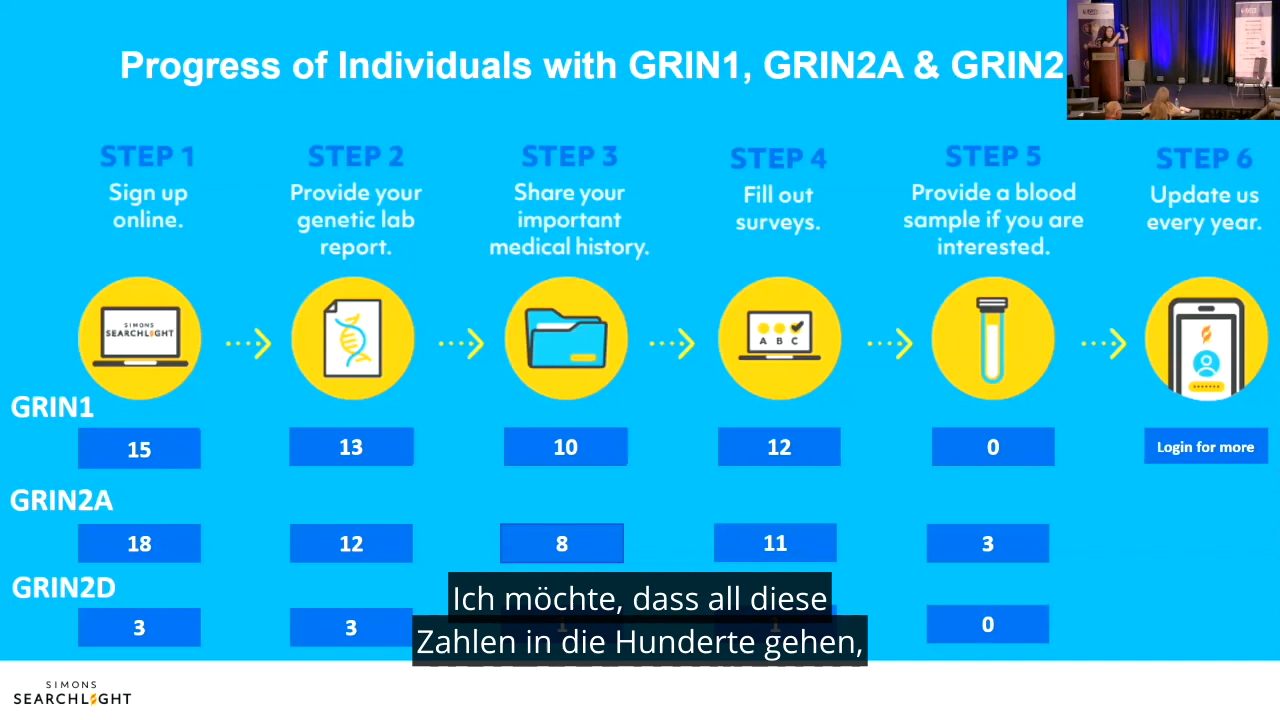 Progress of Individuals with GRIN1, GRIN2A & GRIN2
STEP 1
Sign up
online.
STEP 2
Provide your
genetic lab
report.
STEP 3
Share your
important
medical history.
STEP 4
Fill out
surveys.
STEP 5
Provide a blood
sample if you are
interested.
STEP 6
Update us
every year.
SIMONS
SEARCHLIGHT
A B C
GRIN1
15
13
10
12
0
Login for more
GRIN2A
18
12
8
11
3
GRIN2D
3
3
1
1
0
Ich möchte, dass all diese
Zahlen in die Hunderte gehen,
SIMONS
SEARCHLIGHT